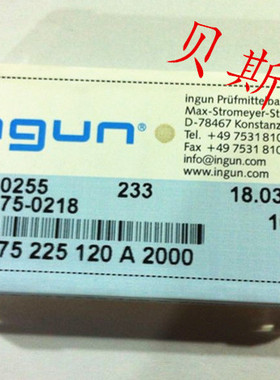 贝斯
ingun®
ingun Prüfmittelba
Max-Stromeyer-St
D-78467 Konstanz
Tel. +49 7531 810
Fax +49 7531 810
info@ingun.com
www.ingun.com
0255 233 18.03
75-0218
75 225 120 A 2000